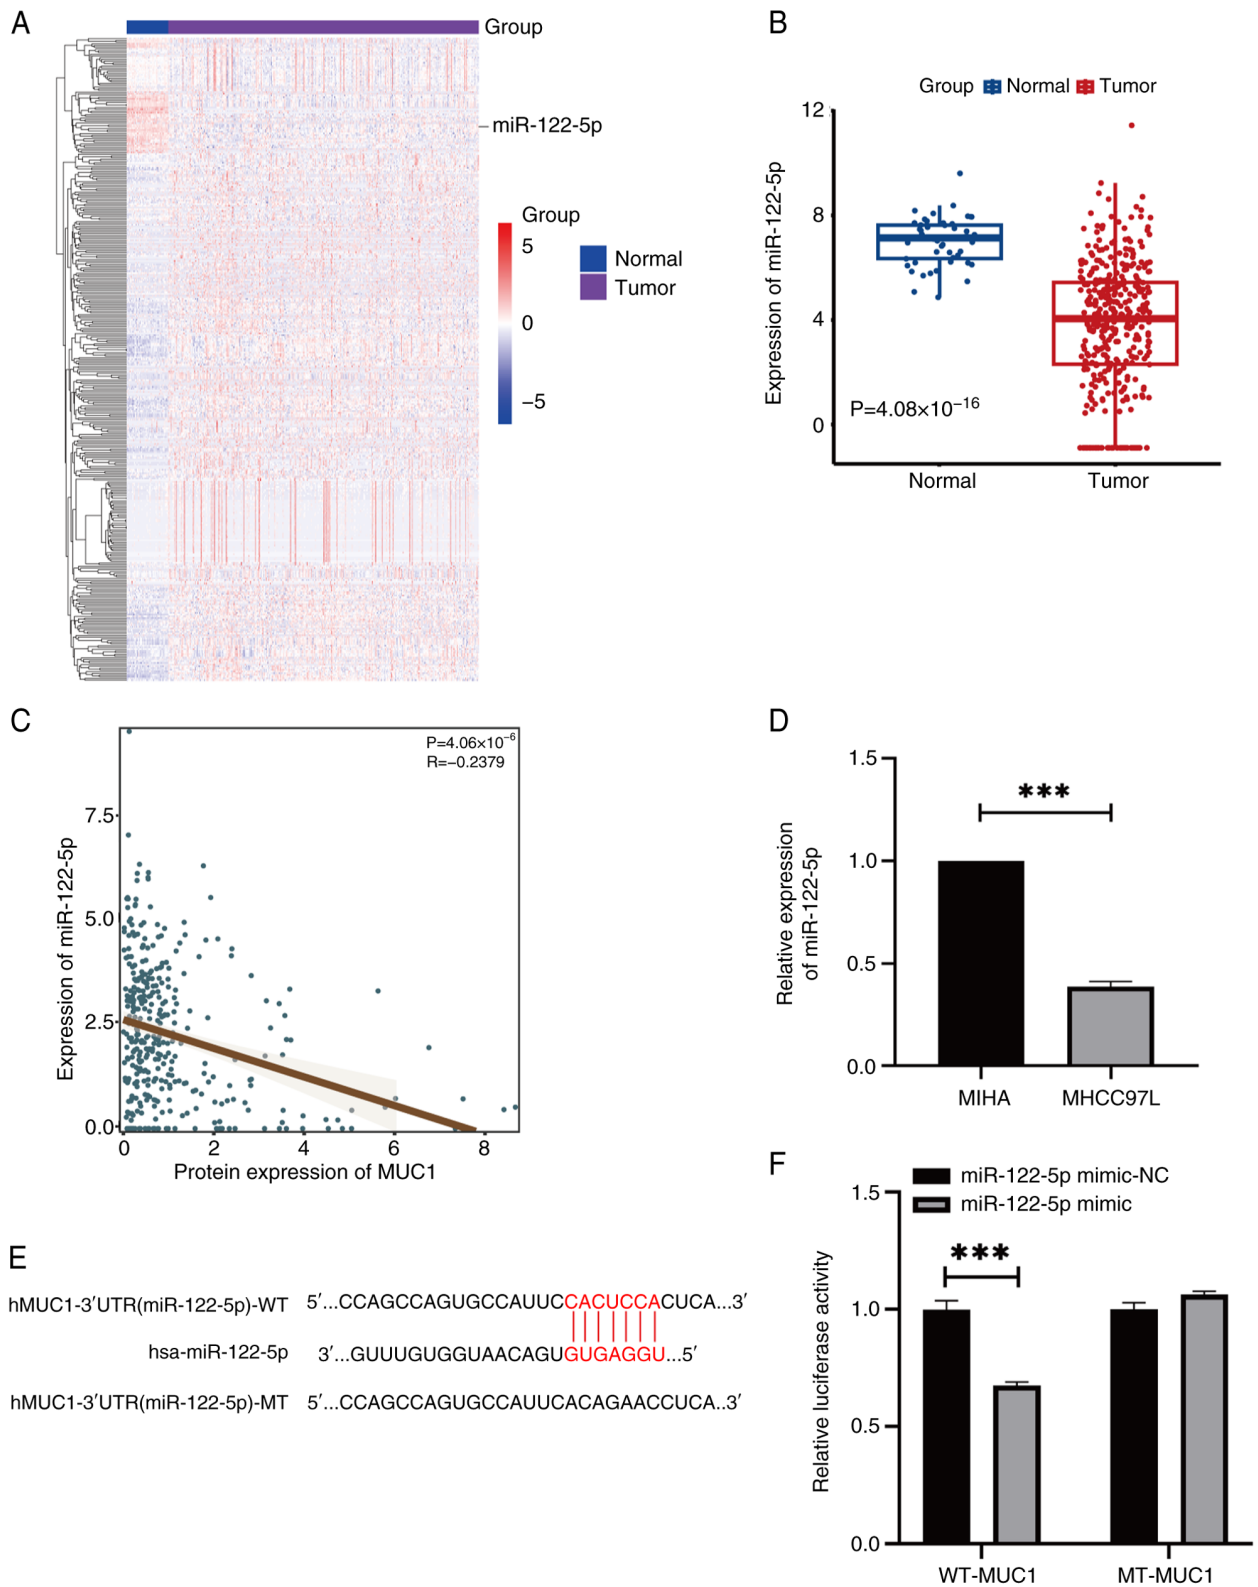 A
Group
miR-122-5p
Group
5
0
−5
Normal
Tumor
B
Group Normal Tumor
Expression of miR-122-5p
12
8
4
0
P=4.08×10−16
Normal Tumor
C
P=4.06×10−6
R=−0.2379
Expression of miR-122-5p
7.5
5.0
2.5
0.0
0 2 4 6 8
Protein expression of MUC1
D
Relative expression
of miR-122-5p
1.5
1.0
0.5
0.0
***
MIHA MHCC97L
E
hMUC1-3′UTR(miR-122-5p)-WT 5′...CCAGCCAGUGCCAUUCCACUCCACUCA...3′
hsa-miR-122-5p 3′...GUUUGUGGUAACAGUGUGAGGU...5′
hMUC1-3′UTR(miR-122-5p)-MT 5′...CCAGCCAGUGCCAUUCACAGAACCUCA..3′
F
miR-122-5p mimic-NC
miR-122-5p mimic
Relative luciferase activity
1.5
1.0
0.5
0.0
***
WT-MUC1 MT-MUC1